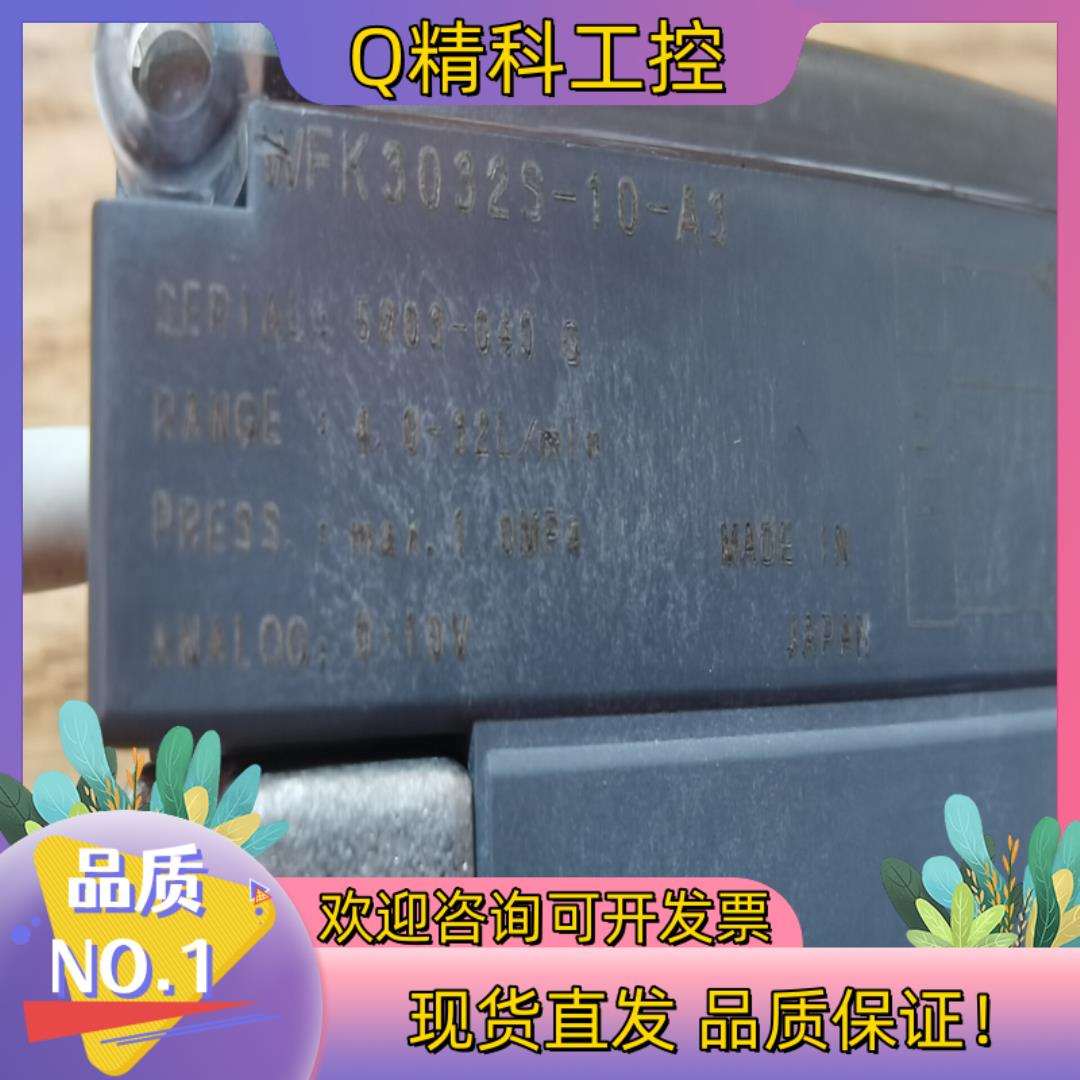 Q精科工控
WFK3032S-10-A3
SERIAL:
RANGE : 4.0-32L/min
PRESS : max.1.0MPa
MADE IN
ANALOG: 0-10V
JAPAN
品质
NO.1
欢迎咨询可开发票
现货直发 品质保证!